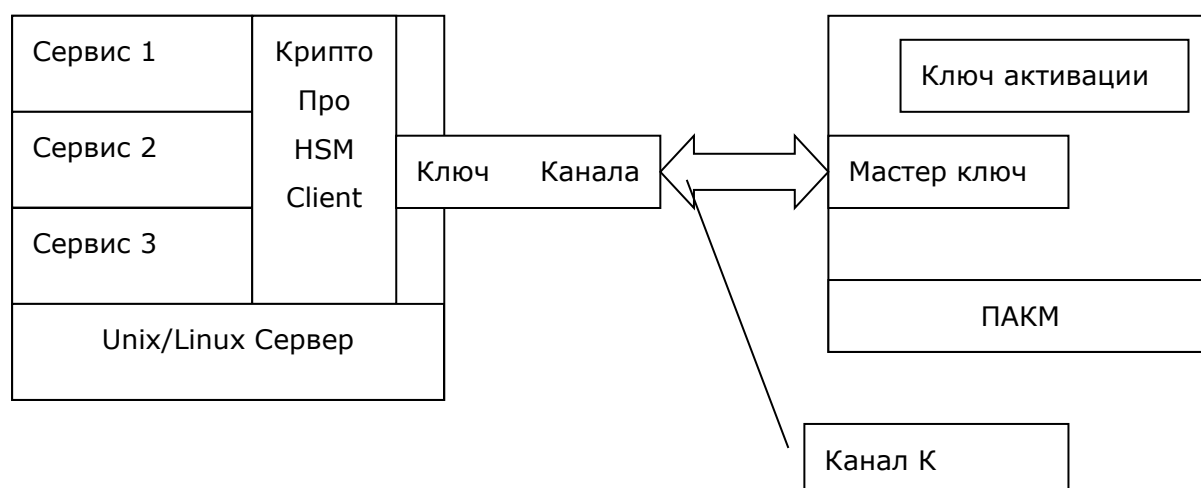 Сервис 1
Крипто
Про
HSM
Client
Сервис 2
Сервис 3
Unix/Linux Сервер
Ключ Канала
Ключ активации
Мастер ключ
ПАКМ
Канал К